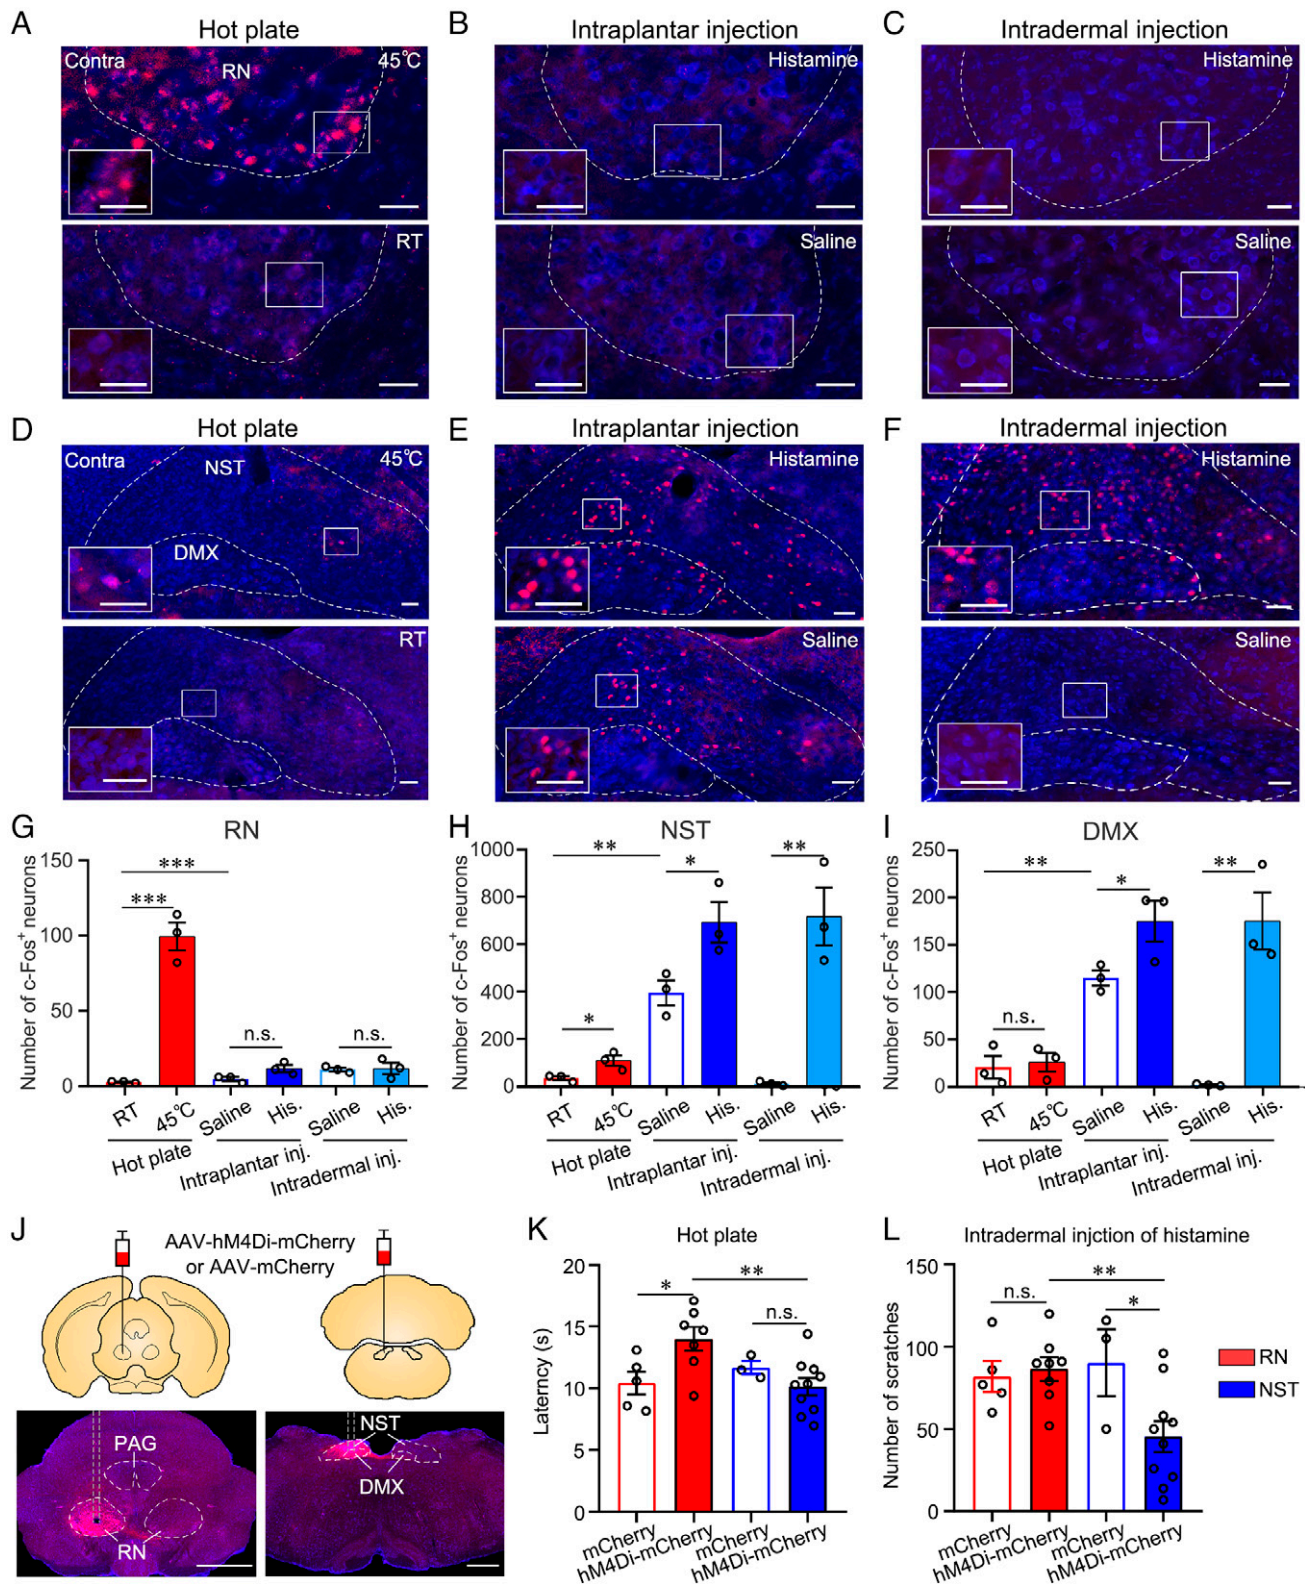 A
Hot plate
Contra
RN
45℃
RT
B
Intraplantar injection
Histamine
Saline
C
Intradermal injection
Histamine
Saline
D
Hot plate
Contra
NST
45℃
DMX
RT
E
Intraplantar injection
Histamine
Saline
F
Intradermal injection
Histamine
Saline
G
RN
Number of c-Fos⁺ neurons
150
100
50
0
***
***
n.s.
n.s.
RT
45℃
Saline
His.
Saline
His.
Hot plate
Intraplantar inj.
Intradermal inj.
H
NST
Number of c-Fos⁺ neurons
1000
800
600
400
200
0
**
*
**
*
RT
45℃
Saline
His.
Saline
His.
Hot plate
Intraplantar inj.
Intradermal inj.
I
DMX
Number of c-Fos⁺ neurons
250
200
150
100
50
0
**
*
**
n.s.
RT
45℃
Saline
His.
Saline
His.
Hot plate
Intraplantar inj.
Intradermal inj.
J
AAV-hM4Di-mCherry
or AAV-mCherry
PAG
RN
NST
DMX
K
Hot plate
Latency (s)
20
15
10
5
0
*
**
n.s.
mCherry
hM4Di-mCherry
mCherry
hM4Di-mCherry
L
Intradermal injction of histamine
Number of scratches
150
100
50
0
n.s.
**
*
mCherry
hM4Di-mCherry
mCherry
hM4Di-mCherry
RN
NST